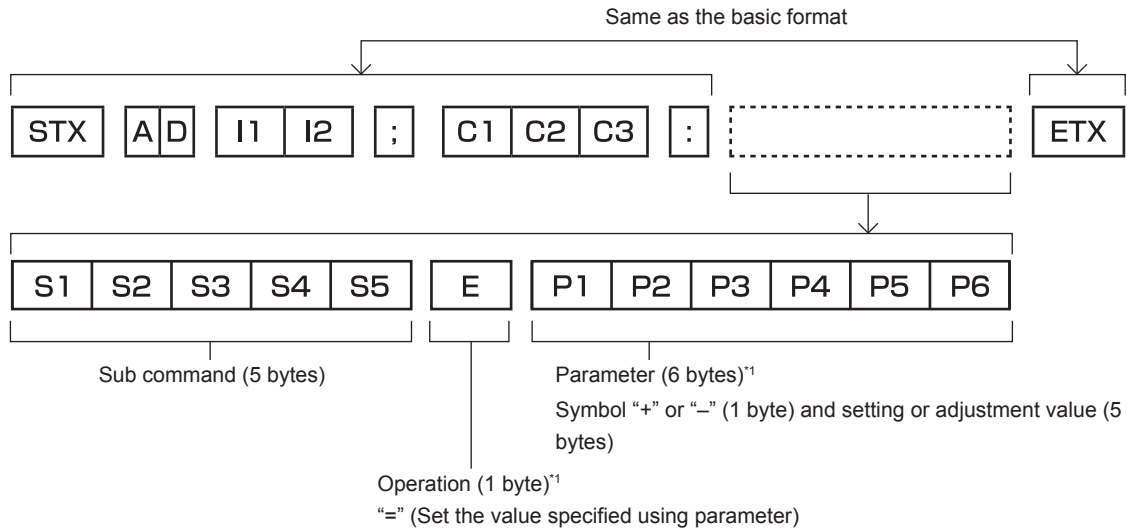 Same as the basic format
STX A D I1 I2 ; C1 C2 C3 : ETX
S1 S2 S3 S4 S5 E P1 P2 P3 P4 P5 P6
Sub command (5 bytes)
Parameter (6 bytes)*1
Symbol “+” or “–” (1 byte) and setting or adjustment value (5
bytes)
Operation (1 byte)*1
“=” (Set the value specified using parameter)